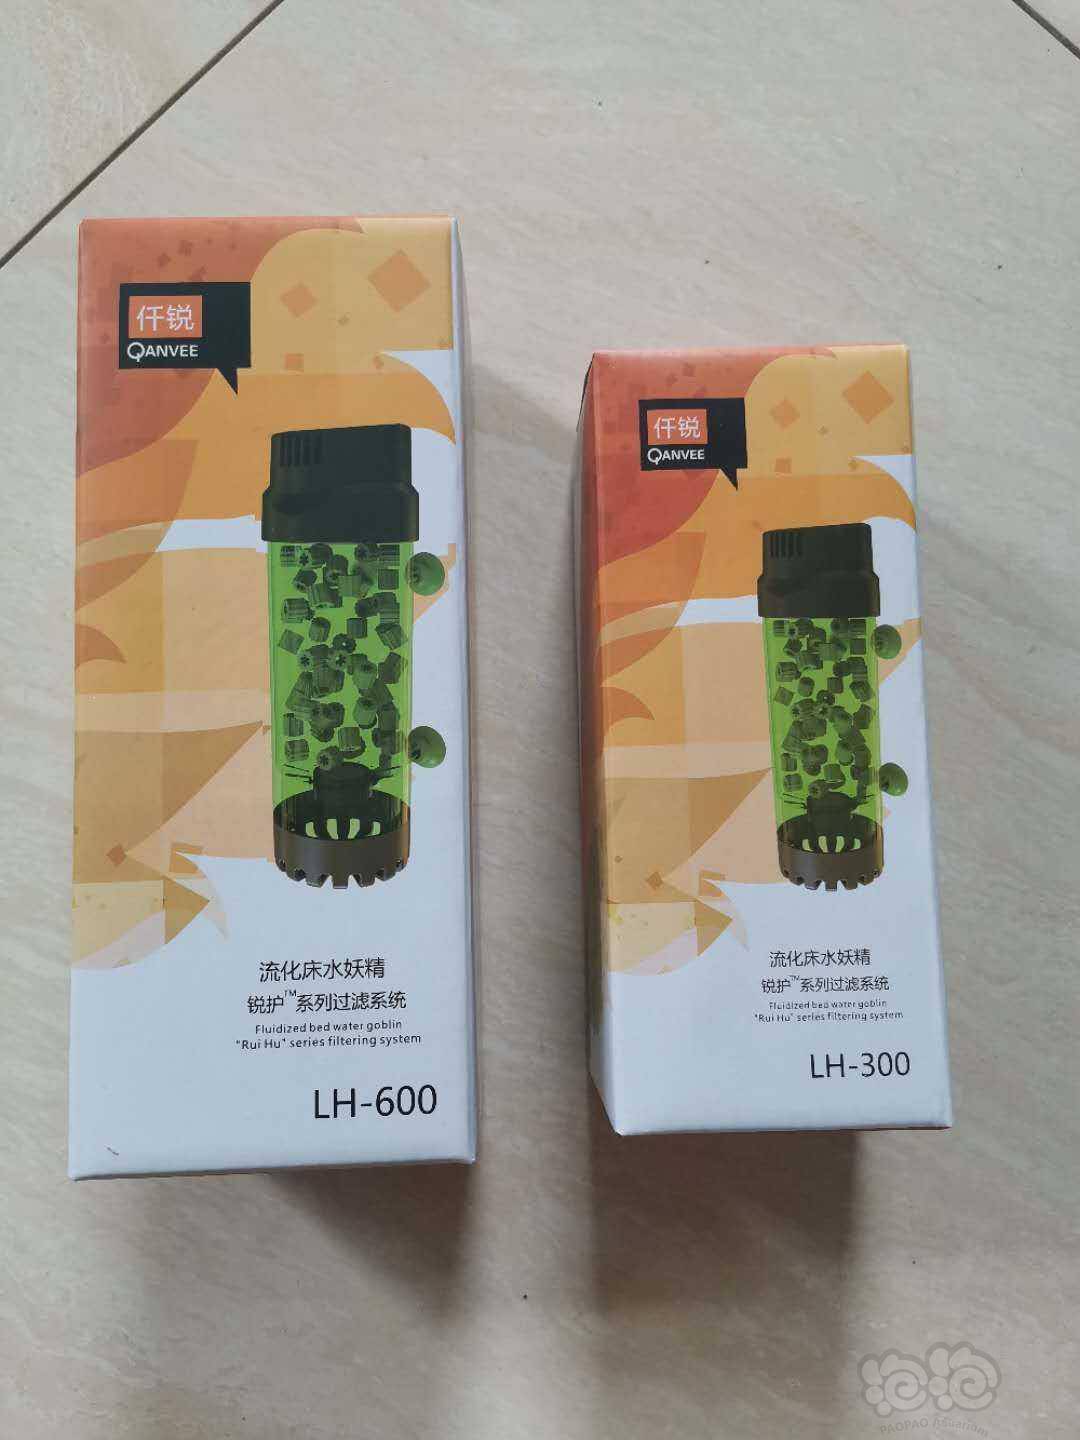 仟锐
QANVEE
流化床水妖精
锐护™系列过滤系统
Fluidized bed water goblin
"Rui Hu" series filtering system
LH-600
仟锐
QANVEE
流化床水妖精
锐护™系列过滤系统
Fluidized bed water goblin
"Rui Hu" series filtering system
LH-300
PAOPAO Aquarium